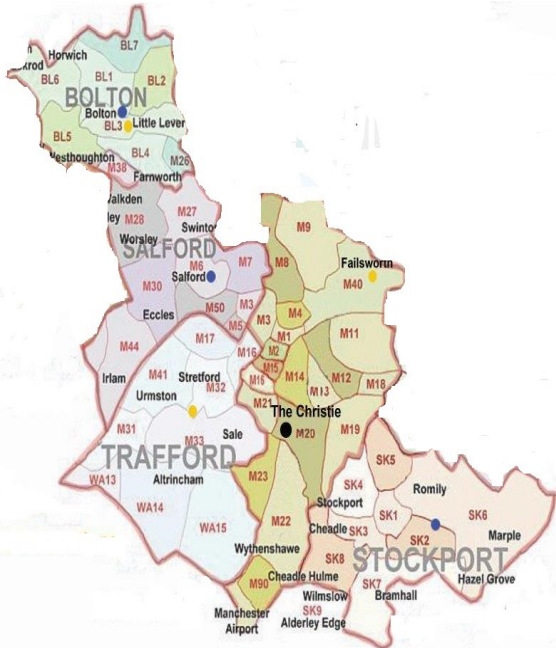 BL7
Horwich
BL6
BL1
BL2
BOLTON
Bolton
BL3
Little Lever
BL5
BL4
M26
M38
Farnworth
M28
M27
Worsley
SALFORD
M9
M8
M6
M7
Failsworth
Salford
M40
M30
M50
M3
Eccles
M5
M3
M4
M44
M17
M1
M11
M16
M2
M15
M41
Stretford
M16
M14
M13
M12
M18
Irlam
M32
Urmston
M21
The Christie
M31
M33
Sale
M20
M19
TRAFFORD
SK5
WA13
Altrincham
M23
SK4
Romily
Stockport
WA14
SK1
SK6
WA15
M22
Cheadle
SK3
Marple
SK2
Wythenshawe
SK8
STOCKPORT
M90
Cheadle Hulme
SK7
Hazel Grove
Wilmslow
Bramhall
Manchester
Airport
SK9
Alderley Edge